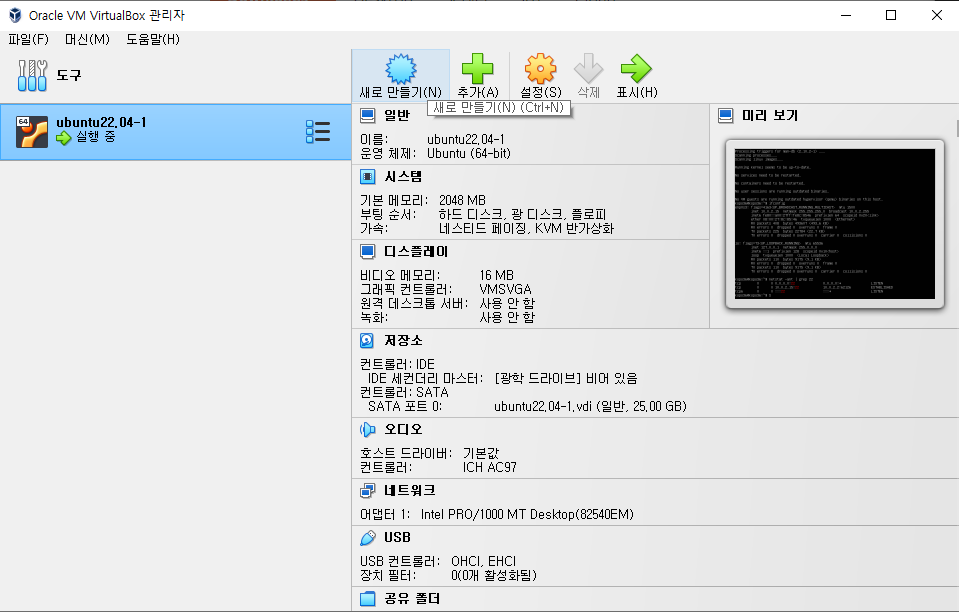 Oracle VM VirtualBox 관리자
파일(F) 머신(M) 도움말(H)
도구
새로 만들기(N) 추가(A) 설정(S) 삭제 표시(H)
새로 만들기(N) (Ctrl+N)
64
ubuntu22,04-1
실행 중
일반
이름: ubuntu22,04-1
운영 체제: Ubuntu (64-bit)
시스템
기본 메모리: 2048 MB
부팅 순서: 하드 디스크, 광 디스크, 플로피
가속: 네스티드 페이징, KVM 반가상화
디스플레이
비디오 메모리: 16 MB
그래픽 컨트롤러: VMSVGA
원격 데스크톱 서버: 사용 안 함
녹화: 사용 안 함
미리 보기
저장소
컨트롤러: IDE
IDE 세컨더리 마스터: [광학 드라이브] 비어 있음
컨트롤러: SATA
SATA 포트 0: ubuntu22,04-1.vdi (일반, 25,00 GB)
오디오
호스트 드라이버: 기본값
컨트롤러: ICH AC97
네트워크
어댑터 1: Intel PRO/1000 MT Desktop(82540EM)
USB
USB 컨트롤러: OHCI, EHCI
장치 필터: 0(0개 활성화됨)
공유 폴더